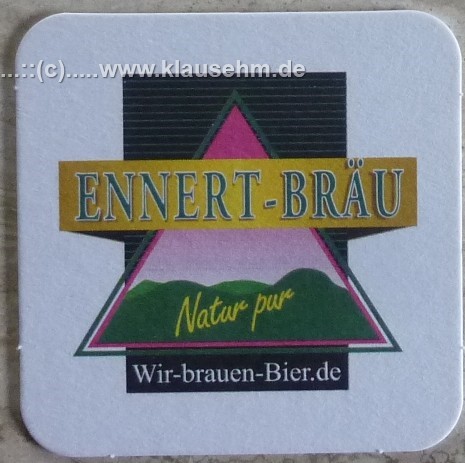 ...::(c).....www.klausehm.de
ENNERT-BRÄU
Natur pur
Wir-brauen-Bier.de